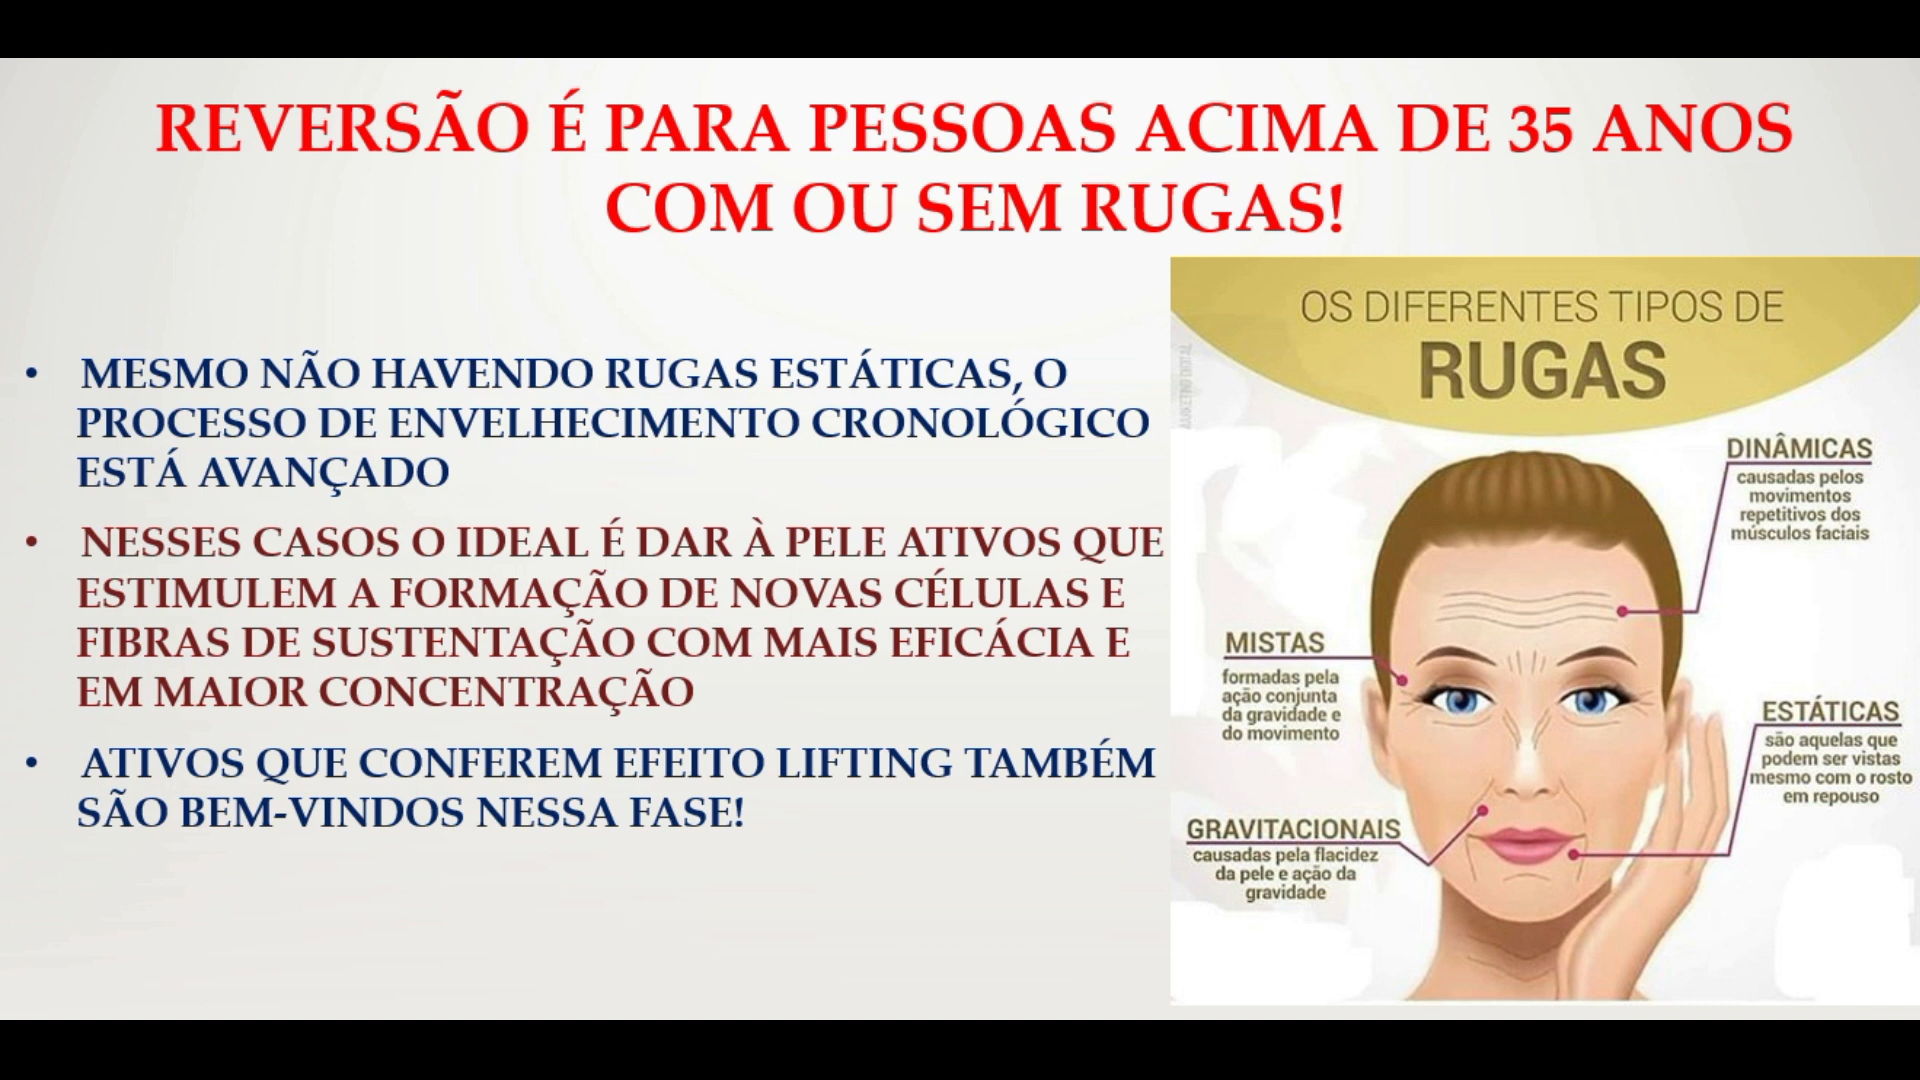 REVERSÃO É PARA PESSOAS ACIMA DE 35 ANOS
COM OU SEM RUGAS!
• MESMO NÃO HAVENDO RUGAS ESTÁTICAS, O
PROCESSO DE ENVELHECIMENTO CRONOLÓGICO
ESTÁ AVANÇADO
• NESSES CASOS O IDEAL É DAR À PELE ATIVOS QUE
ESTIMULEM A FORMAÇÃO DE NOVAS CÉLULAS E
FIBRAS DE SUSTENTAÇÃO COM MAIS EFICÁCIA E
EM MAIOR CONCENTRAÇÃO
• ATIVOS QUE CONFEREM EFEITO LIFTING TAMBÉM
SÃO BEM-VINDOS NESSA FASE!
OS DIFERENTES TIPOS DE
RUGAS
DINÂMICAS
causadas pelos
movimentos
repetitivos dos
músculos faciais
MISTAS
formadas pela
ação conjunta
da gravidade e
do movimento
ESTÁTICAS
são aquelas que
podem ser vistas
mesmo com o rosto
em repouso
GRAVITACIONAIS
causadas pela flacidez
da pele e ação da
gravidade